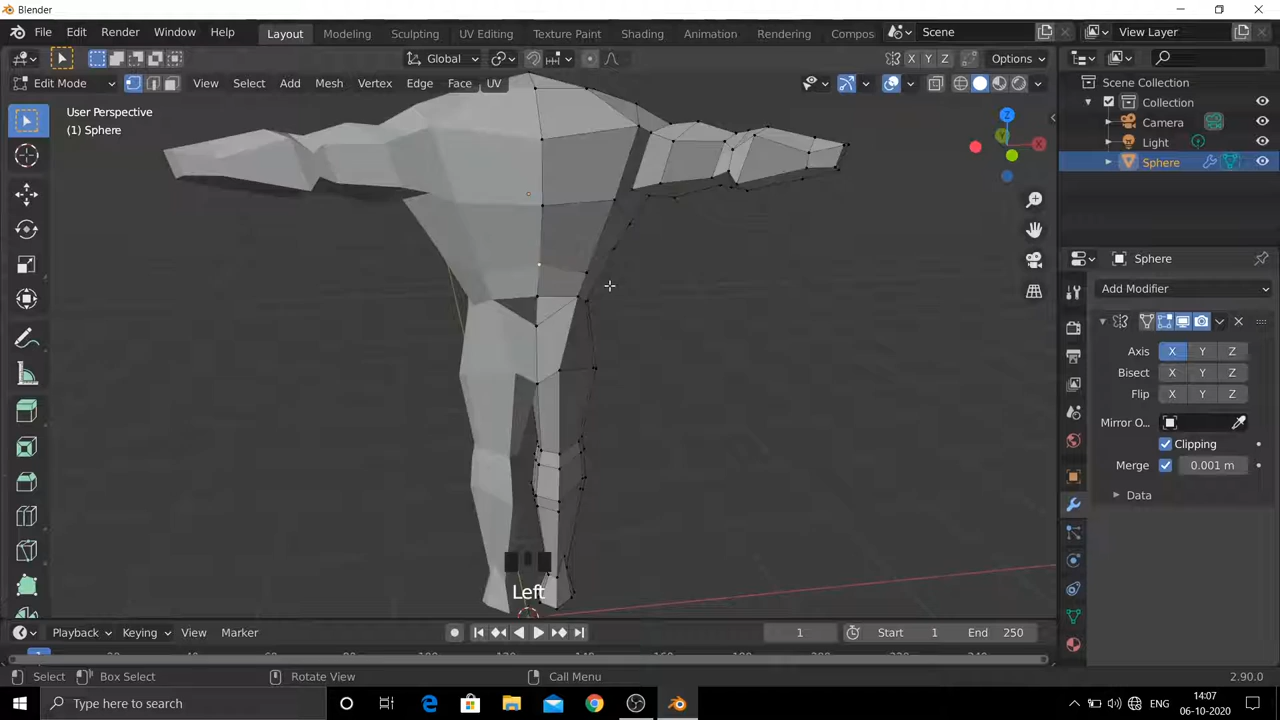 Blender
File Edit Render Window Help
Layout Modeling Sculpting UV Editing Texture Paint Shading Animation Rendering Compos
Scene
View Layer
Global
X Y Z
Options
Edit Mode
View Select Add Mesh Vertex Edge Face UV
User Perspective
(1) Sphere
Z
Y
X
Scene Collection
Collection
Camera
Light
Sphere
Sphere
Add Modifier
Axis X Y Z
Bisect X Y Z
Flip X Y Z
Mirror O...
Clipping
Merge 0.001 m
Data
Left
Playback Keying View Marker
1
Start 1
End 250
Select
Box Select
Rotate View
Call Menu
2.90.0
Type here to search
ENG
14:07
06-10-2020